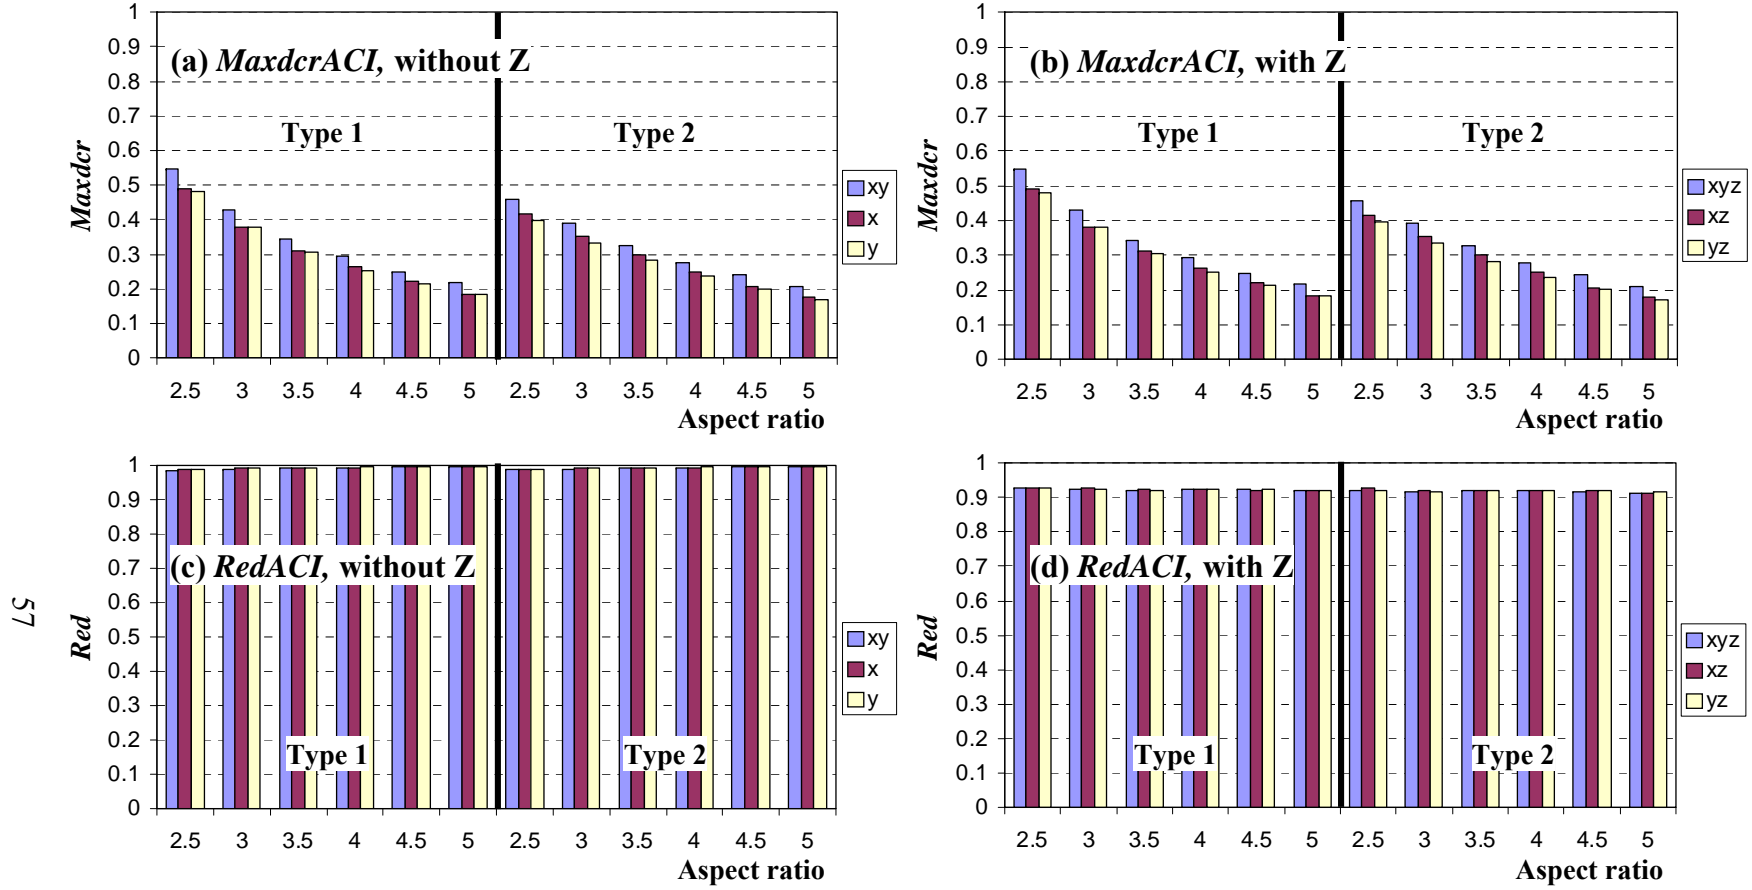 (a) MaxdcrACI, without Z
Type 1
Type 2
Maxdcr
1
0.9
0.8
0.7
0.6
0.5
0.4
0.3
0.2
0.1
0
2.5 3 3.5 4 4.5 5 2.5 3 3.5 4 4.5 5
Aspect ratio
xy
x
y
(b) MaxdcrACI, with Z
Type 1
Type 2
Maxdcr
1
0.9
0.8
0.7
0.6
0.5
0.4
0.3
0.2
0.1
0
2.5 3 3.5 4 4.5 5 2.5 3 3.5 4 4.5 5
Aspect ratio
xyz
xz
yz
(c) RedACI, without Z
Type 1
Type 2
Red
1
0.9
0.8
0.7
0.6
0.5
0.4
0.3
0.2
0.1
0
2.5 3 3.5 4 4.5 5 2.5 3 3.5 4 4.5 5
Aspect ratio
xy
x
y
(d) RedACI, with Z
Type 1
Type 2
Red
1
0.9
0.8
0.7
0.6
0.5
0.4
0.3
0.2
0.1
0
2.5 3 3.5 4 4.5 5 2.5 3 3.5 4 4.5 5
Aspect ratio
xyz
xz
yz
57